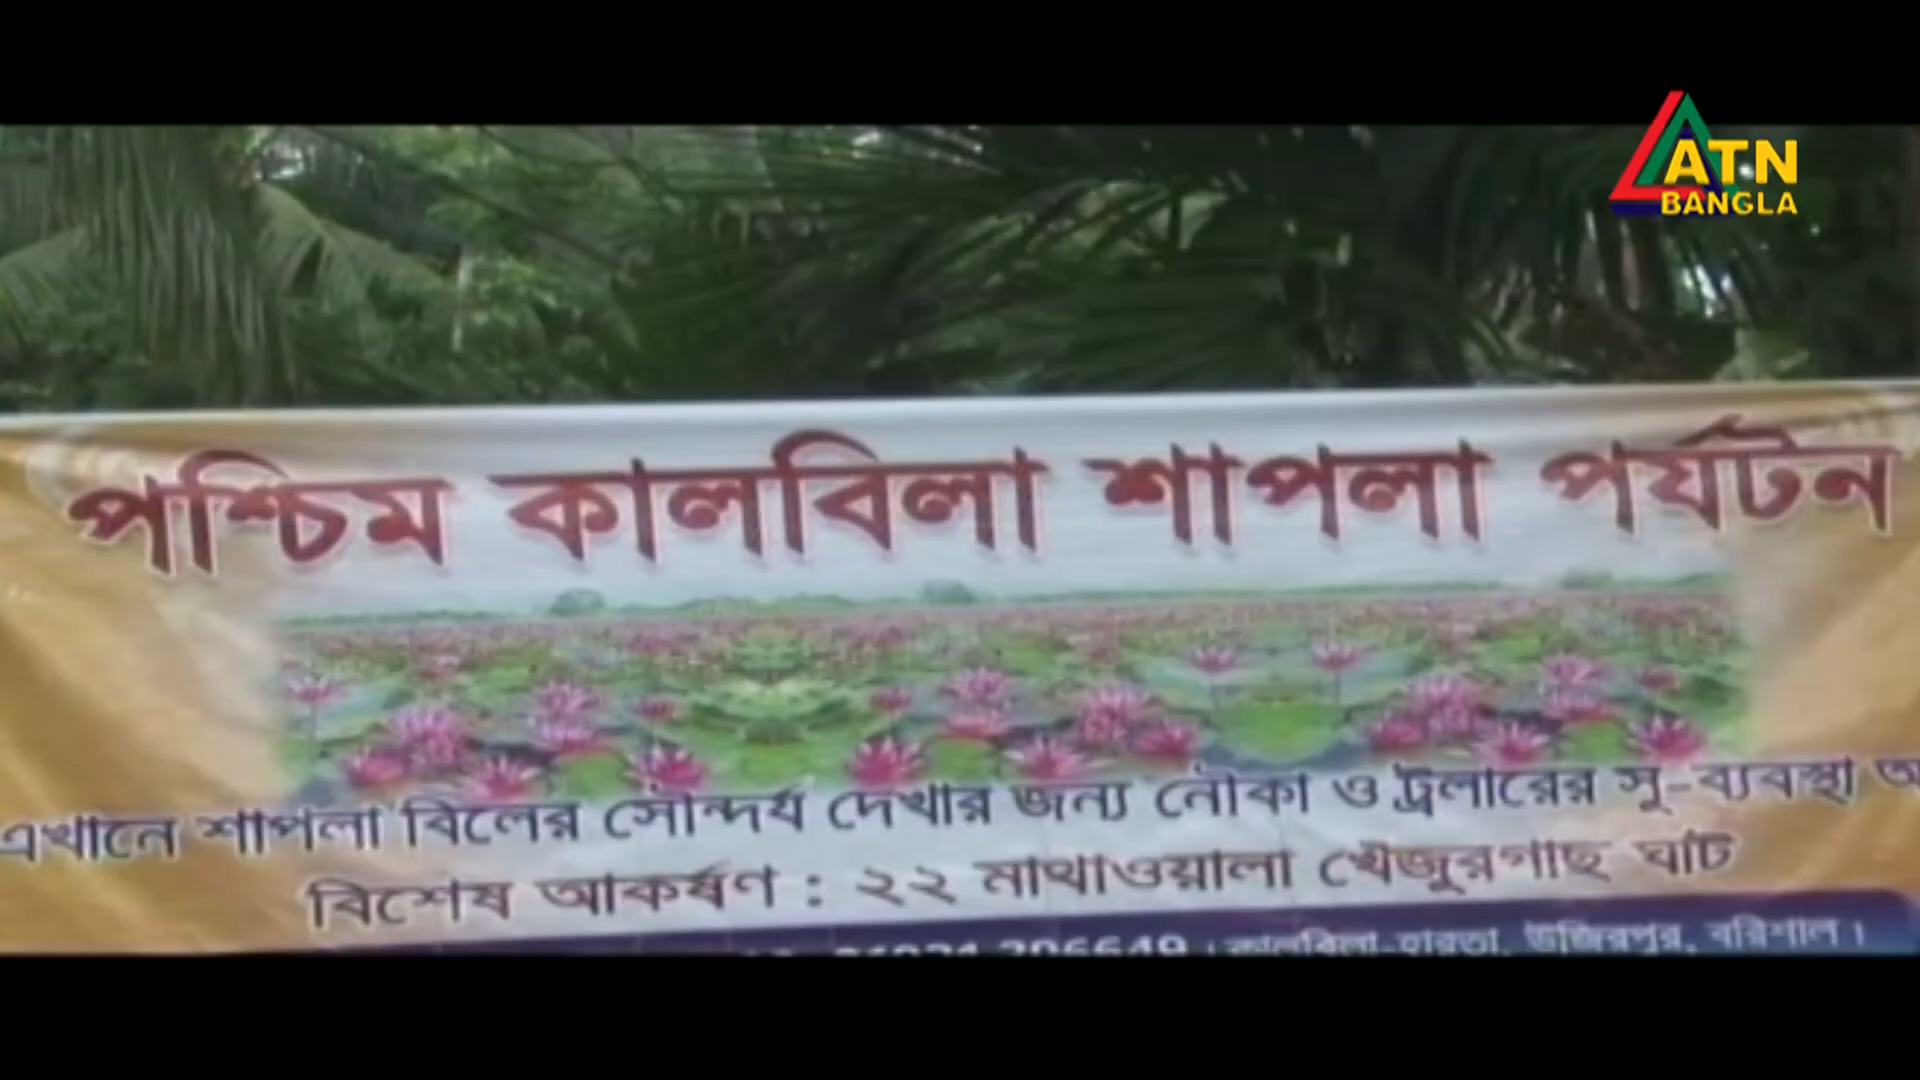 ATN
BANGLA
পশ্চিম কালবিলা শাপলা পর্যটন
এখানে শাপলা বিলের সৌন্দর্য দেখার জন্য নৌকা ও ট্রলারের সু-ব্যবস্থা
বিশেষ আকর্ষণ : ২২ মাথাওয়ালা খেঁজুরগাছ ঘাট
কালবিলা-হারতা, উজিরপুর, বরিশাল।